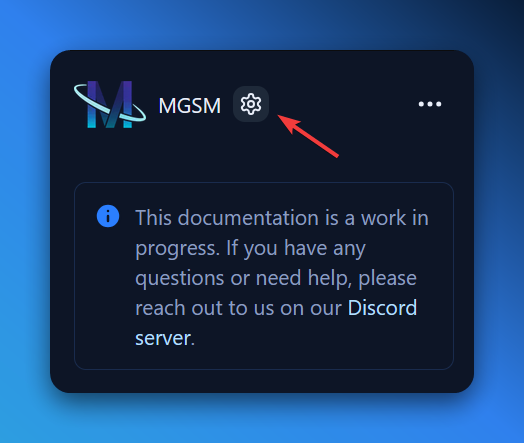 MGSM
This documentation is a work in
progress. If you have any
questions or need help, please
reach out to us on our Discord
server.